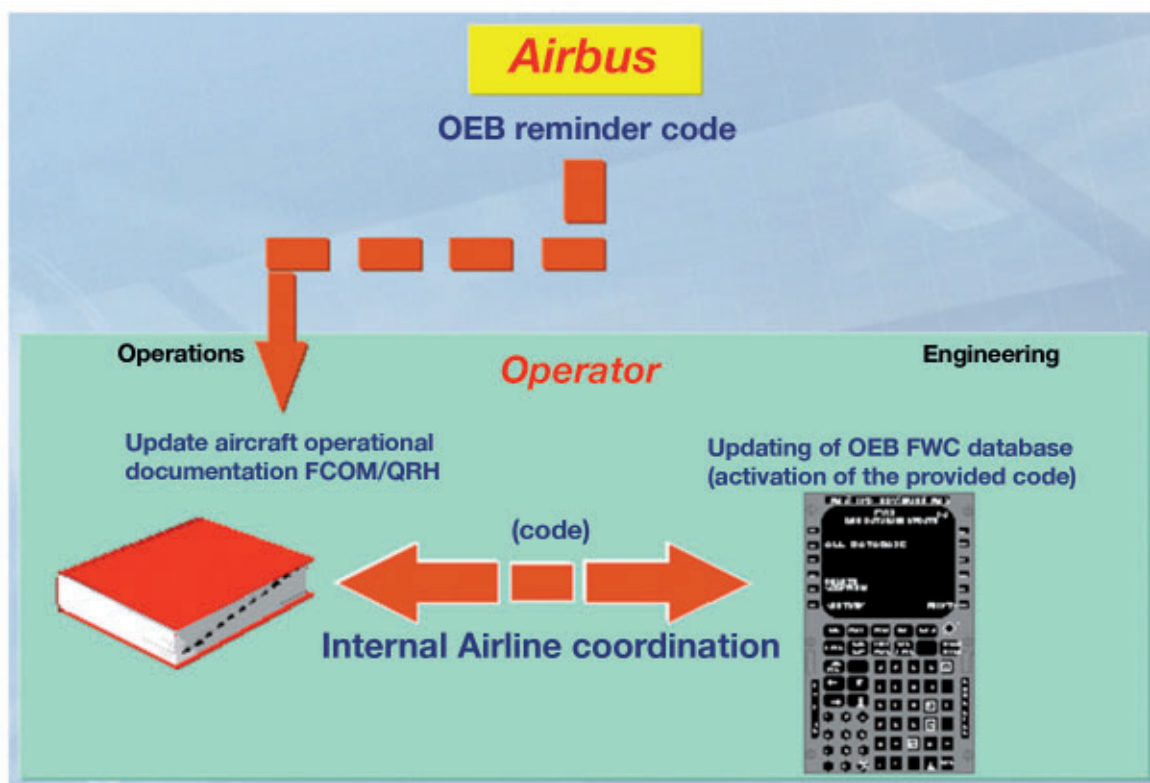 Airbus
OEB reminder code
Operations
Operator
Engineering
Update aircraft operational
documentation FCOM/QRH
Updating of OEB FWC database
(activation of the provided code)
(code)
Internal Airline coordination